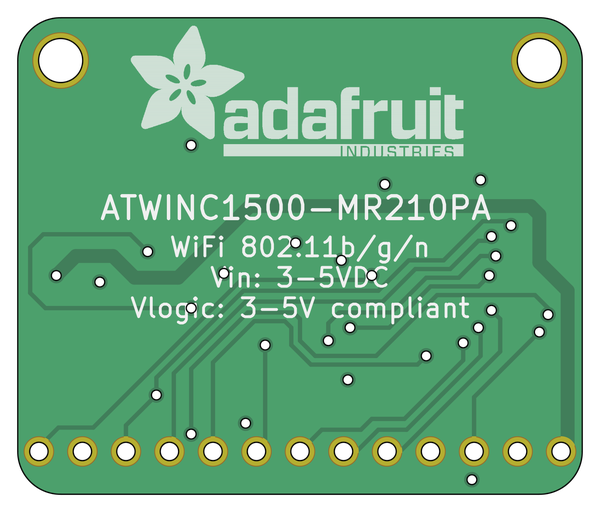 adafruit
INDUSTRIES
ATWINC1500-MR210PA
WiFi 802.11b/g/n
Vin: 3-5VDC
Vlogic: 3-5V compliant